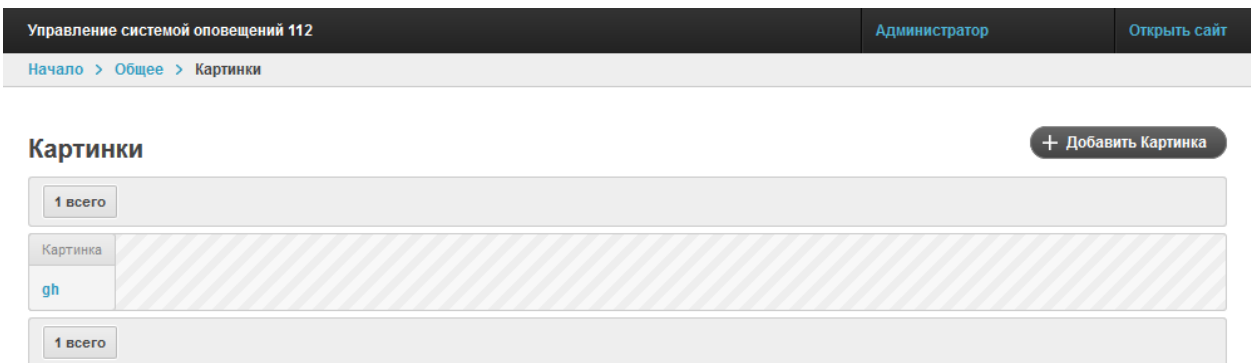 Управление системой оповещений 112
Администратор
Открыть сайт
Начало > Общее > Картинки
Картинки
+ Добавить Картинка
1 всего
Картинка
gh
1 всего